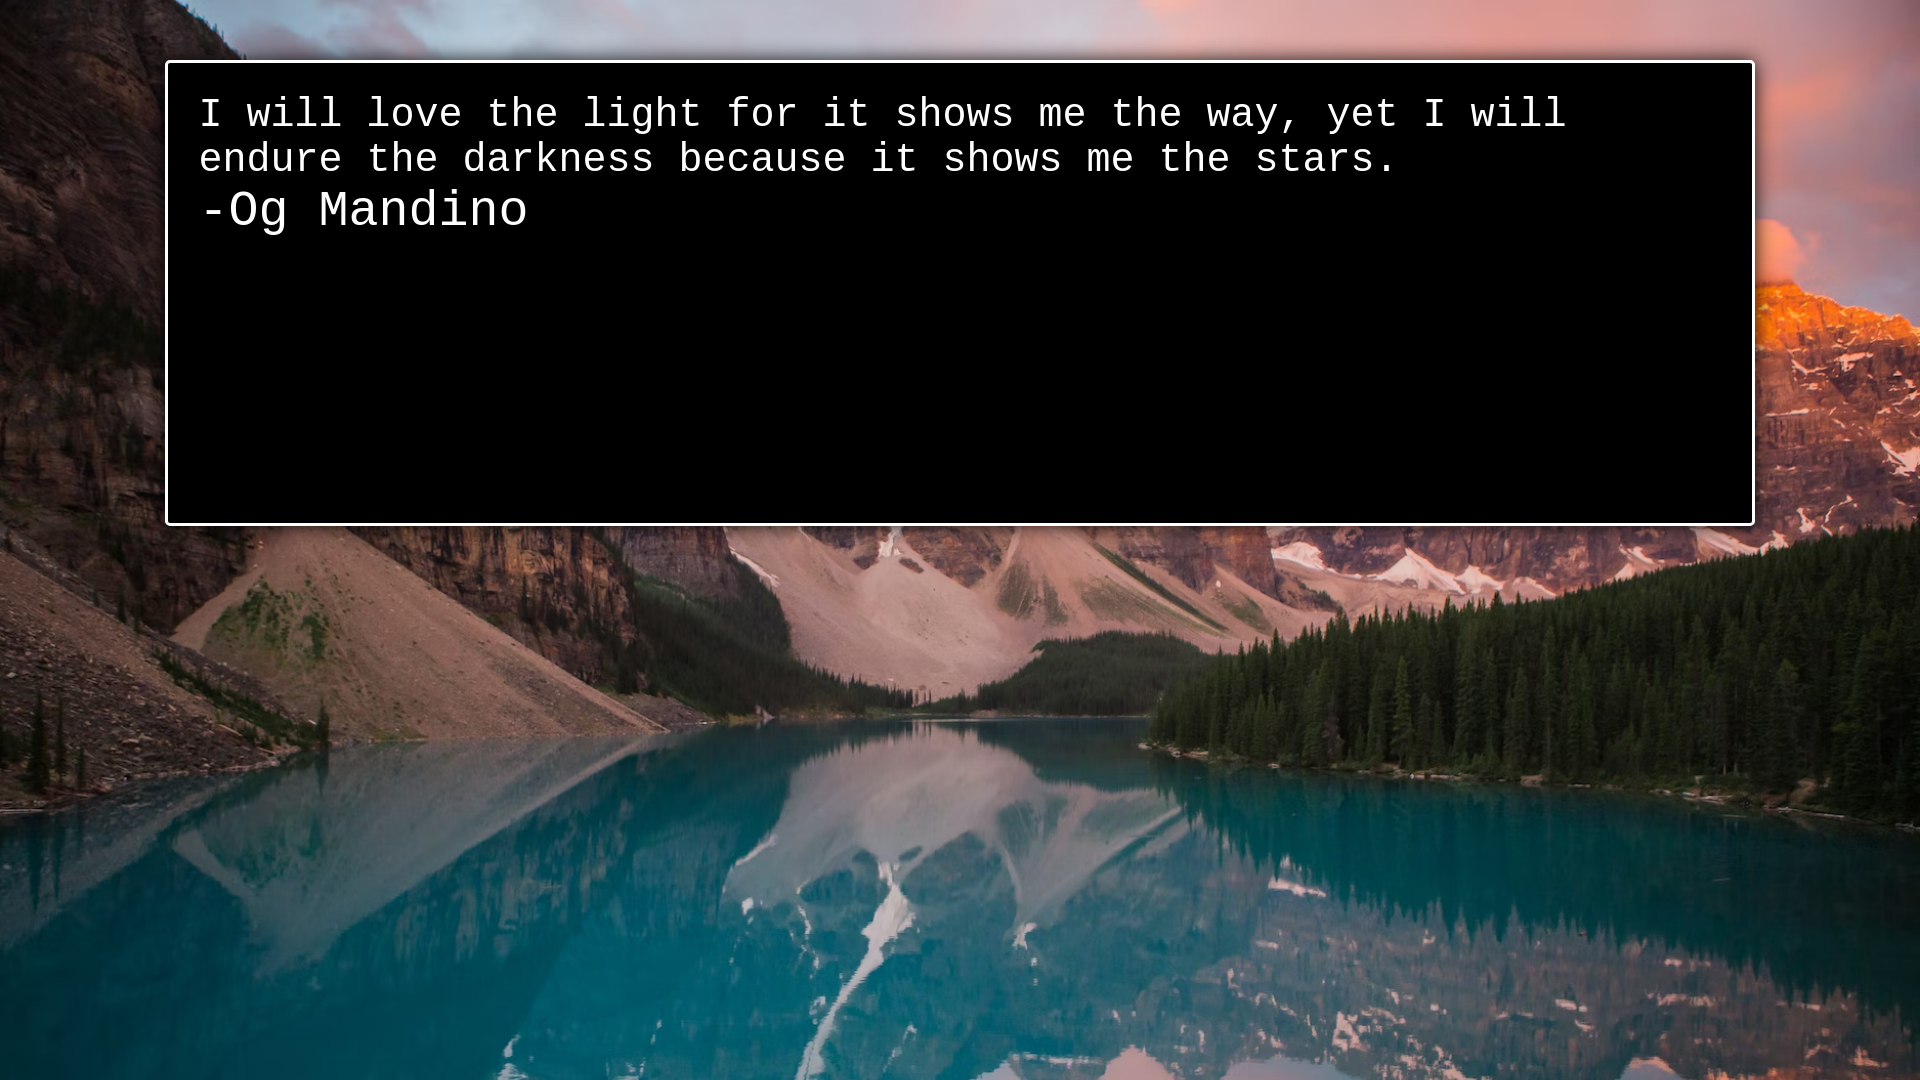 I will love the light for it shows me the way, yet I will
endure the darkness because it shows me the stars.
-Og Mandino